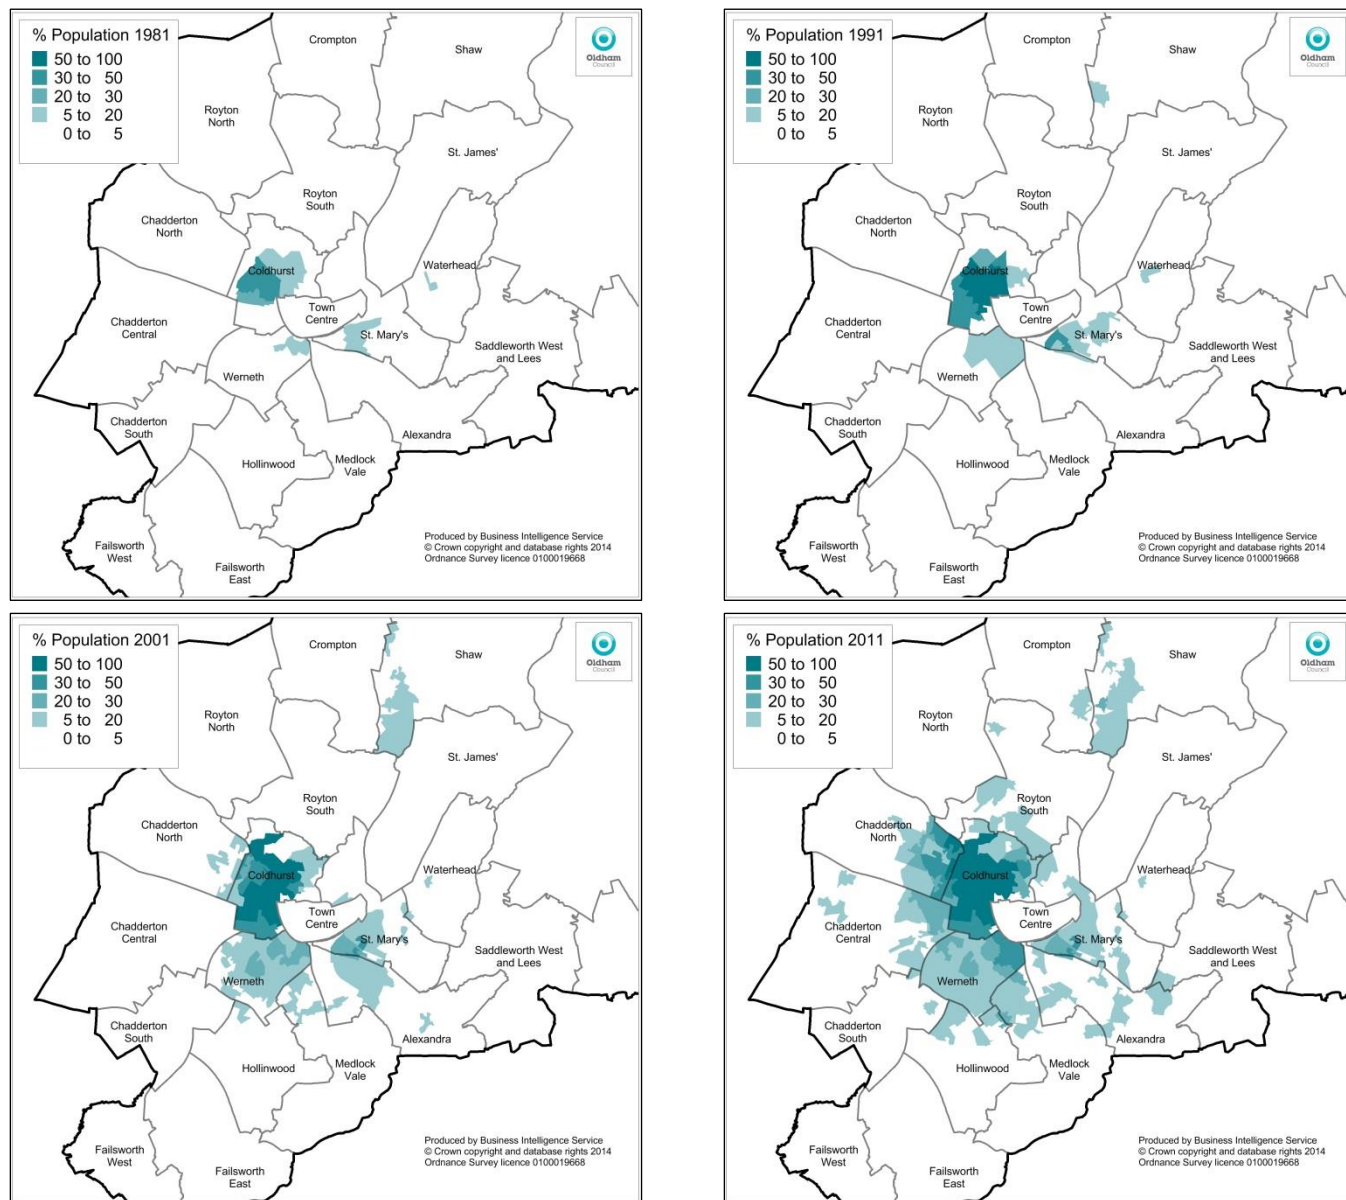 % Population 1981
50 to 100
30 to 50
20 to 30
5 to 20
0 to 5
Oldham
Council
Crompton
Shaw
Royton
North
St. James'
Royton
South
Chadderton
North
Coldhurst
Waterhead
Town
Centre
Chadderton
Central
St. Mary's
Saddleworth West
and Lees
Werneth
Chadderton
South
Alexandra
Hollinwood
Medlock
Vale
Failsworth
West
Failsworth
East
Produced by Business Intelligence Service
© Crown copyright and database rights 2014
Ordnance Survey licence 0100019668
% Population 1991
50 to 100
30 to 50
20 to 30
5 to 20
0 to 5
Oldham
Council
Crompton
Shaw
Royton
North
St. James'
Royton
South
Chadderton
North
Coldhurst
Waterhead
Town
Centre
Chadderton
Central
St. Mary's
Saddleworth West
and Lees
Werneth
Chadderton
South
Alexandra
Hollinwood
Medlock
Vale
Failsworth
West
Failsworth
East
Produced by Business Intelligence Service
© Crown copyright and database rights 2014
Ordnance Survey licence 0100019668
% Population 2001
50 to 100
30 to 50
20 to 30
5 to 20
0 to 5
Oldham
Council
Crompton
Shaw
Royton
North
St. James'
Royton
South
Chadderton
North
Coldhurst
Waterhead
Town
Centre
Chadderton
Central
St. Mary's
Saddleworth West
and Lees
Werneth
Chadderton
South
Alexandra
Hollinwood
Medlock
Vale
Failsworth
West
Failsworth
East
Produced by Business Intelligence Service
© Crown copyright and database rights 2014
Ordnance Survey licence 0100019668
% Population 2011
50 to 100
30 to 50
20 to 30
5 to 20
0 to 5
Oldham
Council
Crompton
Shaw
Royton
North
St. James'
Royton
South
Chadderton
North
Coldhurst
Waterhead
Town
Centre
Chadderton
Central
St. Mary's
Saddleworth West
and Lees
Werneth
Chadderton
South
Alexandra
Hollinwood
Medlock
Vale
Failsworth
West
Failsworth
East
Produced by Business Intelligence Service
© Crown copyright and database rights 2014
Ordnance Survey licence 0100019668